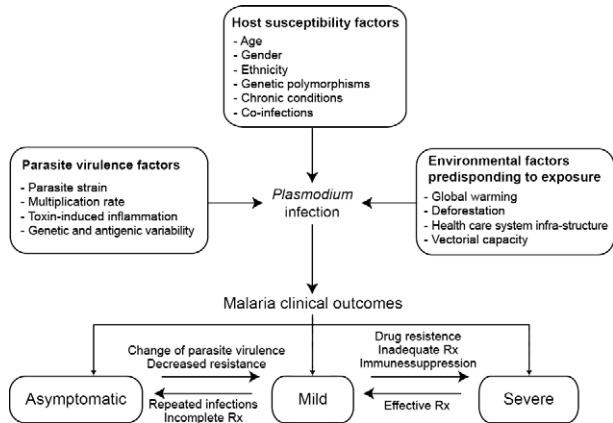 Host susceptibility factors
- Age
- Gender
- Ethnicity
- Genetic polymorphisms
- Chronic conditions
- Co-infections
Parasite virulence factors
- Parasite strain
- Multiplication rate
- Toxin-induced inflammation
- Genetic and antigenic variability
Plasmodium
infection
Environmental factors
predisponding to exposure
- Global warming
- Deforestation
- Health care system infra-structure
- Vectorial capacity
Malaria clinical outcomes
Change of parasite virulence
Decreased resistance
Drug resistence
Inadequate Rx
Immunessuppression
Asymptomatic
Mild
Severe
Repeated infections
Incomplete Rx
Effective Rx